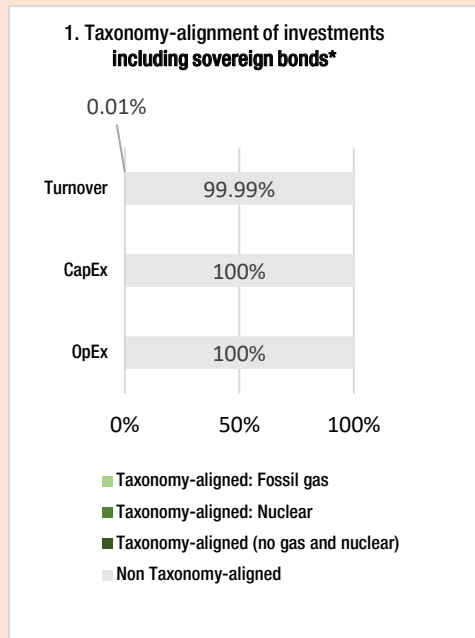 1. Taxonomy-alignment of investments
including sovereign bonds*
0.01%
Turnover 99.99%
CapEx 100%
OpEx 100%
0% 50% 100%
Taxonomy-aligned: Fossil gas
Taxonomy-aligned: Nuclear
Taxonomy-aligned (no gas and nuclear)
Non Taxonomy-aligned